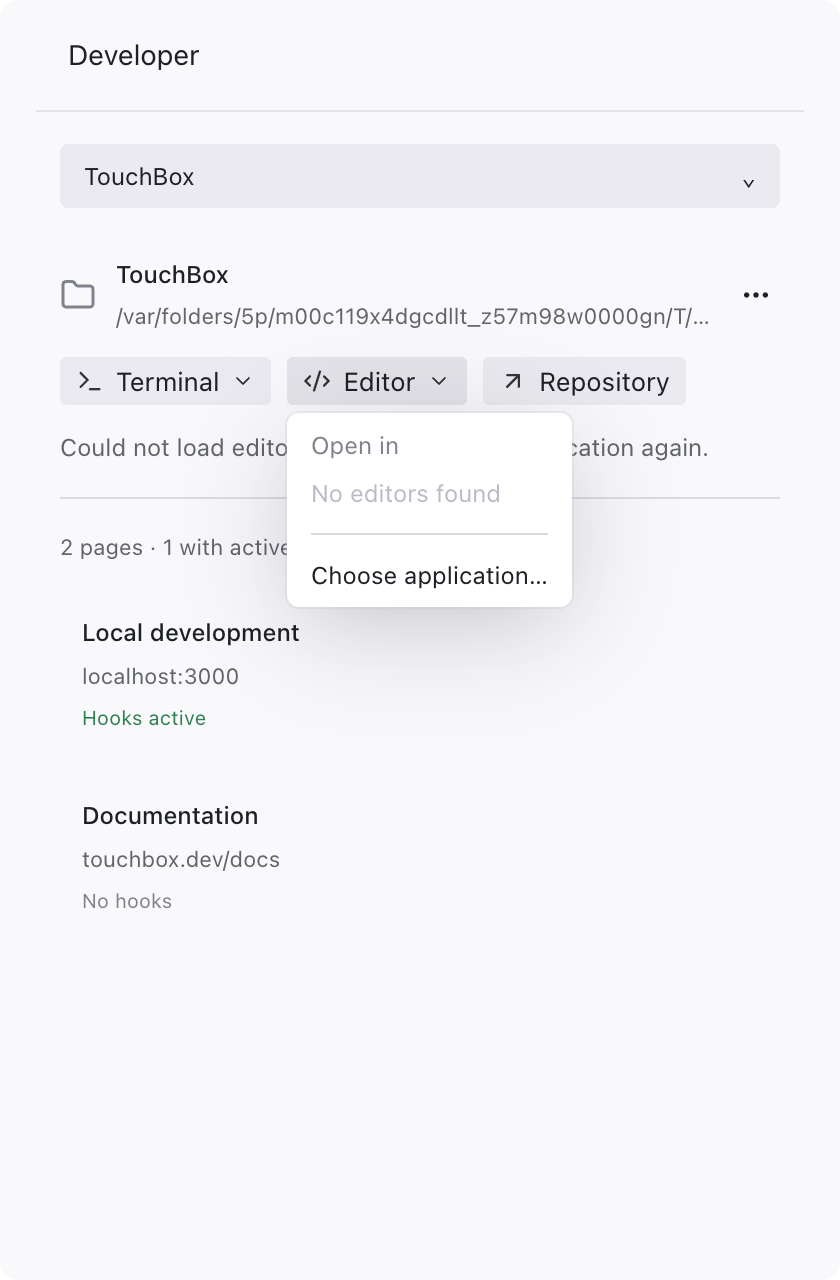 Developer
TouchBox
TouchBox
/var/folders/5p/m00c119x4dgcdllt_z57m98w0000gn/T/...
Terminal Editor Repository
Could not load edito cation again.
Open in
No editors found
2 pages · 1 with active
Choose application...
Local development
localhost:3000
Hooks active
Documentation
touchbox.dev/docs
No hooks